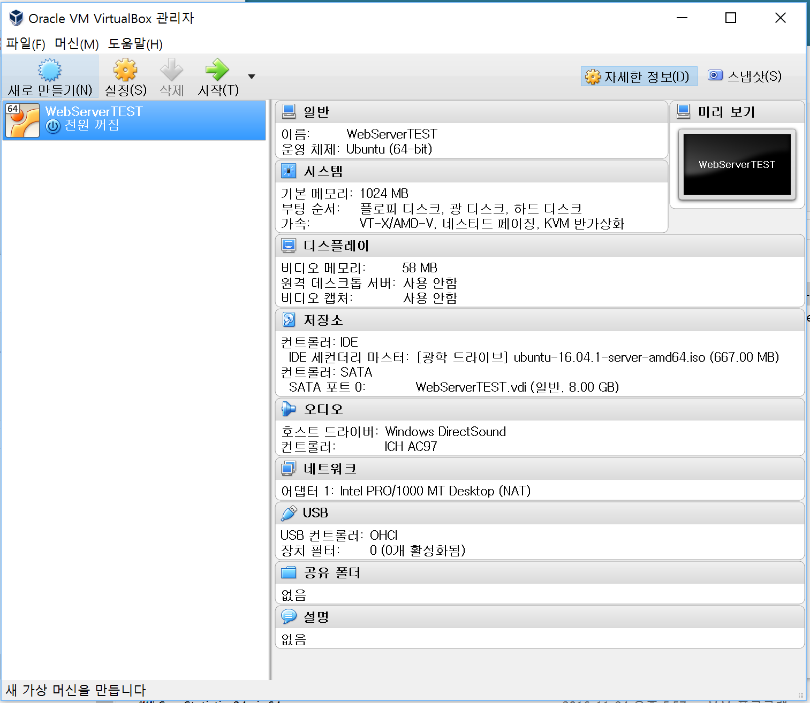 Oracle VM VirtualBox 관리자
파일(F) 머신(M) 도움말(H)
새로 만들기(N) 설정(S) 삭제 시작(T)
자세한 정보(D) 스냅샷(S)
64
WebServerTEST
전원 꺼짐
일반
이름: WebServerTEST
운영 체제: Ubuntu (64-bit)
미리 보기
WebServerTEST
시스템
기본 메모리: 1024 MB
부팅 순서: 플로피 디스크, 광 디스크, 하드 디스크
가속: VT-X/AMD-V, 네스티드 페이징, KVM 반가상화
디스플레이
비디오 메모리: 58 MB
원격 데스크톱 서버: 사용 안함
비디오 캡처: 사용 안함
저장소
컨트롤러: IDE
IDE 세컨더리 마스터: [광학 드라이브] ubuntu-16.04.1-server-amd64.iso (667.00 MB)
컨트롤러: SATA
SATA 포트 0: WebServerTEST.vdi (일반, 8.00 GB)
오디오
호스트 드라이버: Windows DirectSound
컨트롤러: ICH AC97
네트워크
어댑터 1: Intel PRO/1000 MT Desktop (NAT)
USB
USB 컨트롤러: OHCI
장치 필터: 0 (0개 활성화됨)
공유 폴더
없음
설명
없음
새 가상 머신을 만듭니다